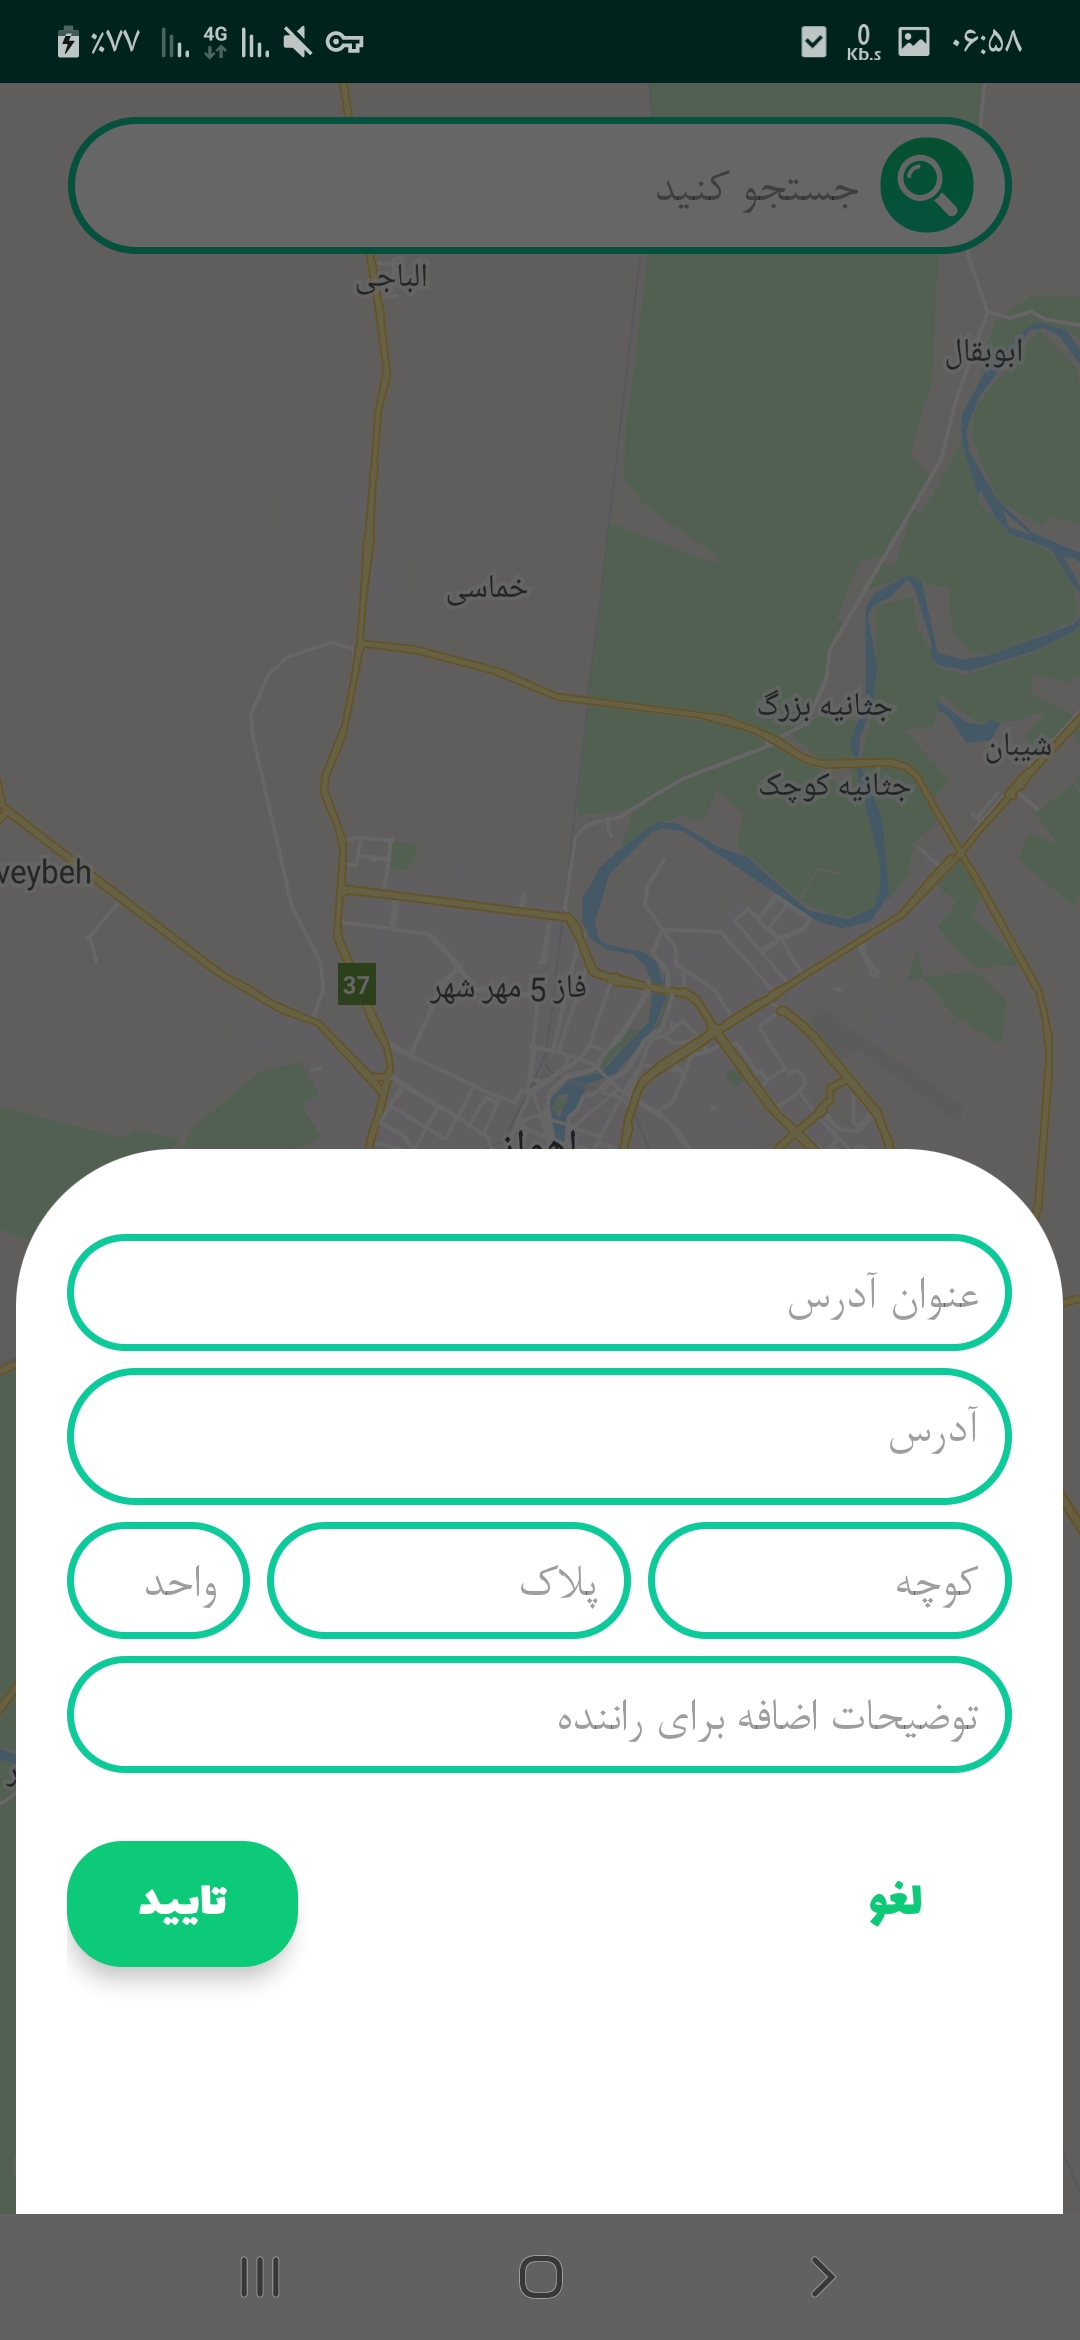 ٪۷۷ 4G 0 Kb.s ۰۶:۵۸
جستجو کنید
الباجی
ابوبقال
خماسی
جثانیه بزرگ
شیبان
جثانیه کوچک
veybeh
37
فاز 5 مهر شهر
عنوان آدرس
آدرس
کوچه پلاک واحد
توضیحات اضافه برای راننده
لغو تایید